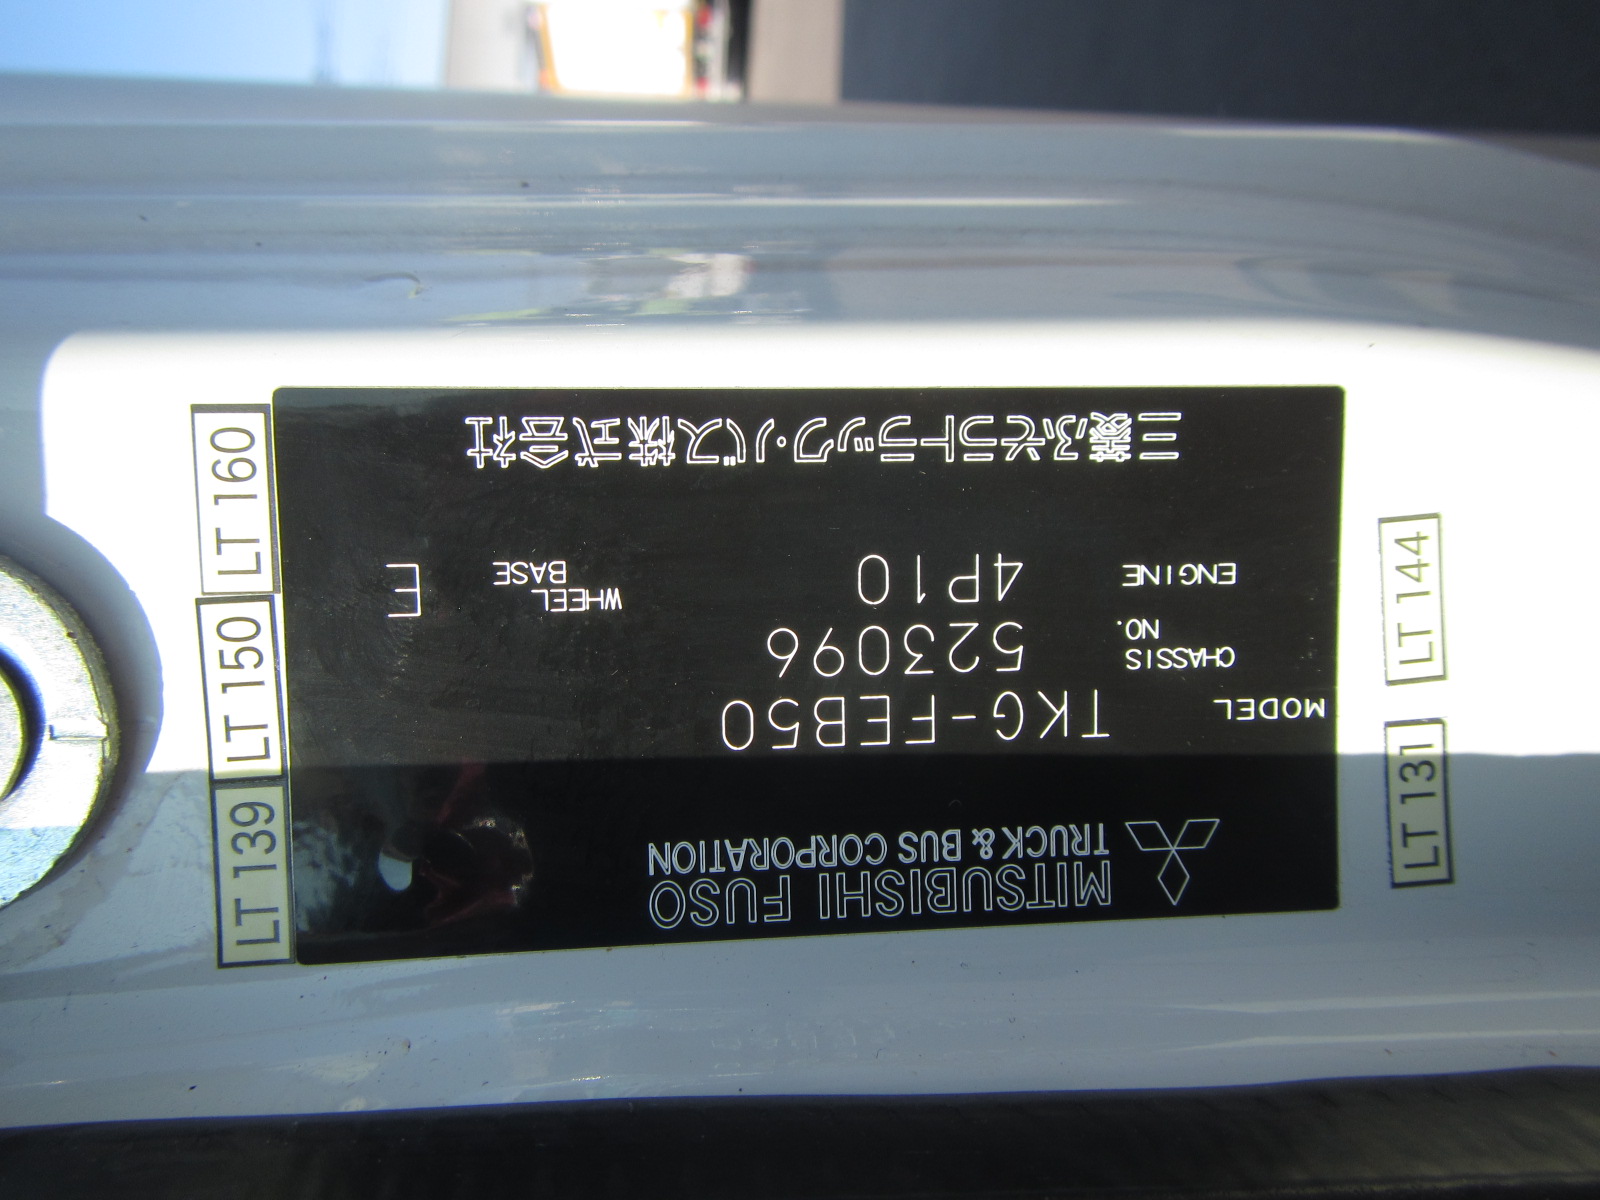 MITSUBISHI FUSO
TRUCK & BUS CORPORATION
MODEL TKG-FEB50
CHASSIS NO. 523096
ENGINE 4P10 WHEEL BASE E
三菱ふそうトラック・バス株式会社
LT 131
LT 144
LT 139
LT 150
LT 160